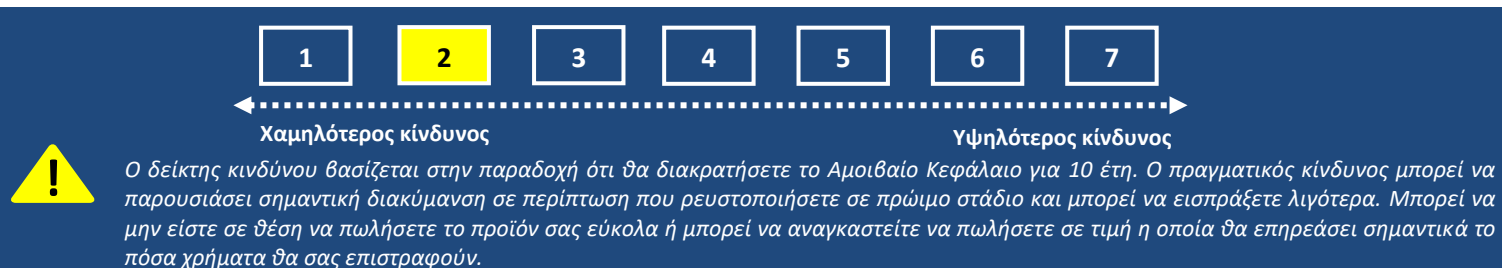 1 2 3 4 5 6 7
Χαμηλότερος κίνδυνος Υψηλότερος κίνδυνος
!
Ο δείκτης κινδύνου βασίζεται στην παραδοχή ότι θα διακρατήσετε το Αμοιβαίο Κεφάλαιο για 10 έτη. Ο πραγματικός κίνδυνος μπορεί να
παρουσιάσει σημαντική διακύμανση σε περίπτωση που ρευστοποιήσετε σε πρώιμο στάδιο και μπορεί να εισπράξετε λιγότερα. Μπορεί να
μην είστε σε θέση να πωλήσετε το προϊόν σας εύκολα ή μπορεί να αναγκαστείτε να πωλήσετε σε τιμή η οποία θα επηρεάσει σημαντικά το
πόσα χρήματα θα σας επιστραφούν.